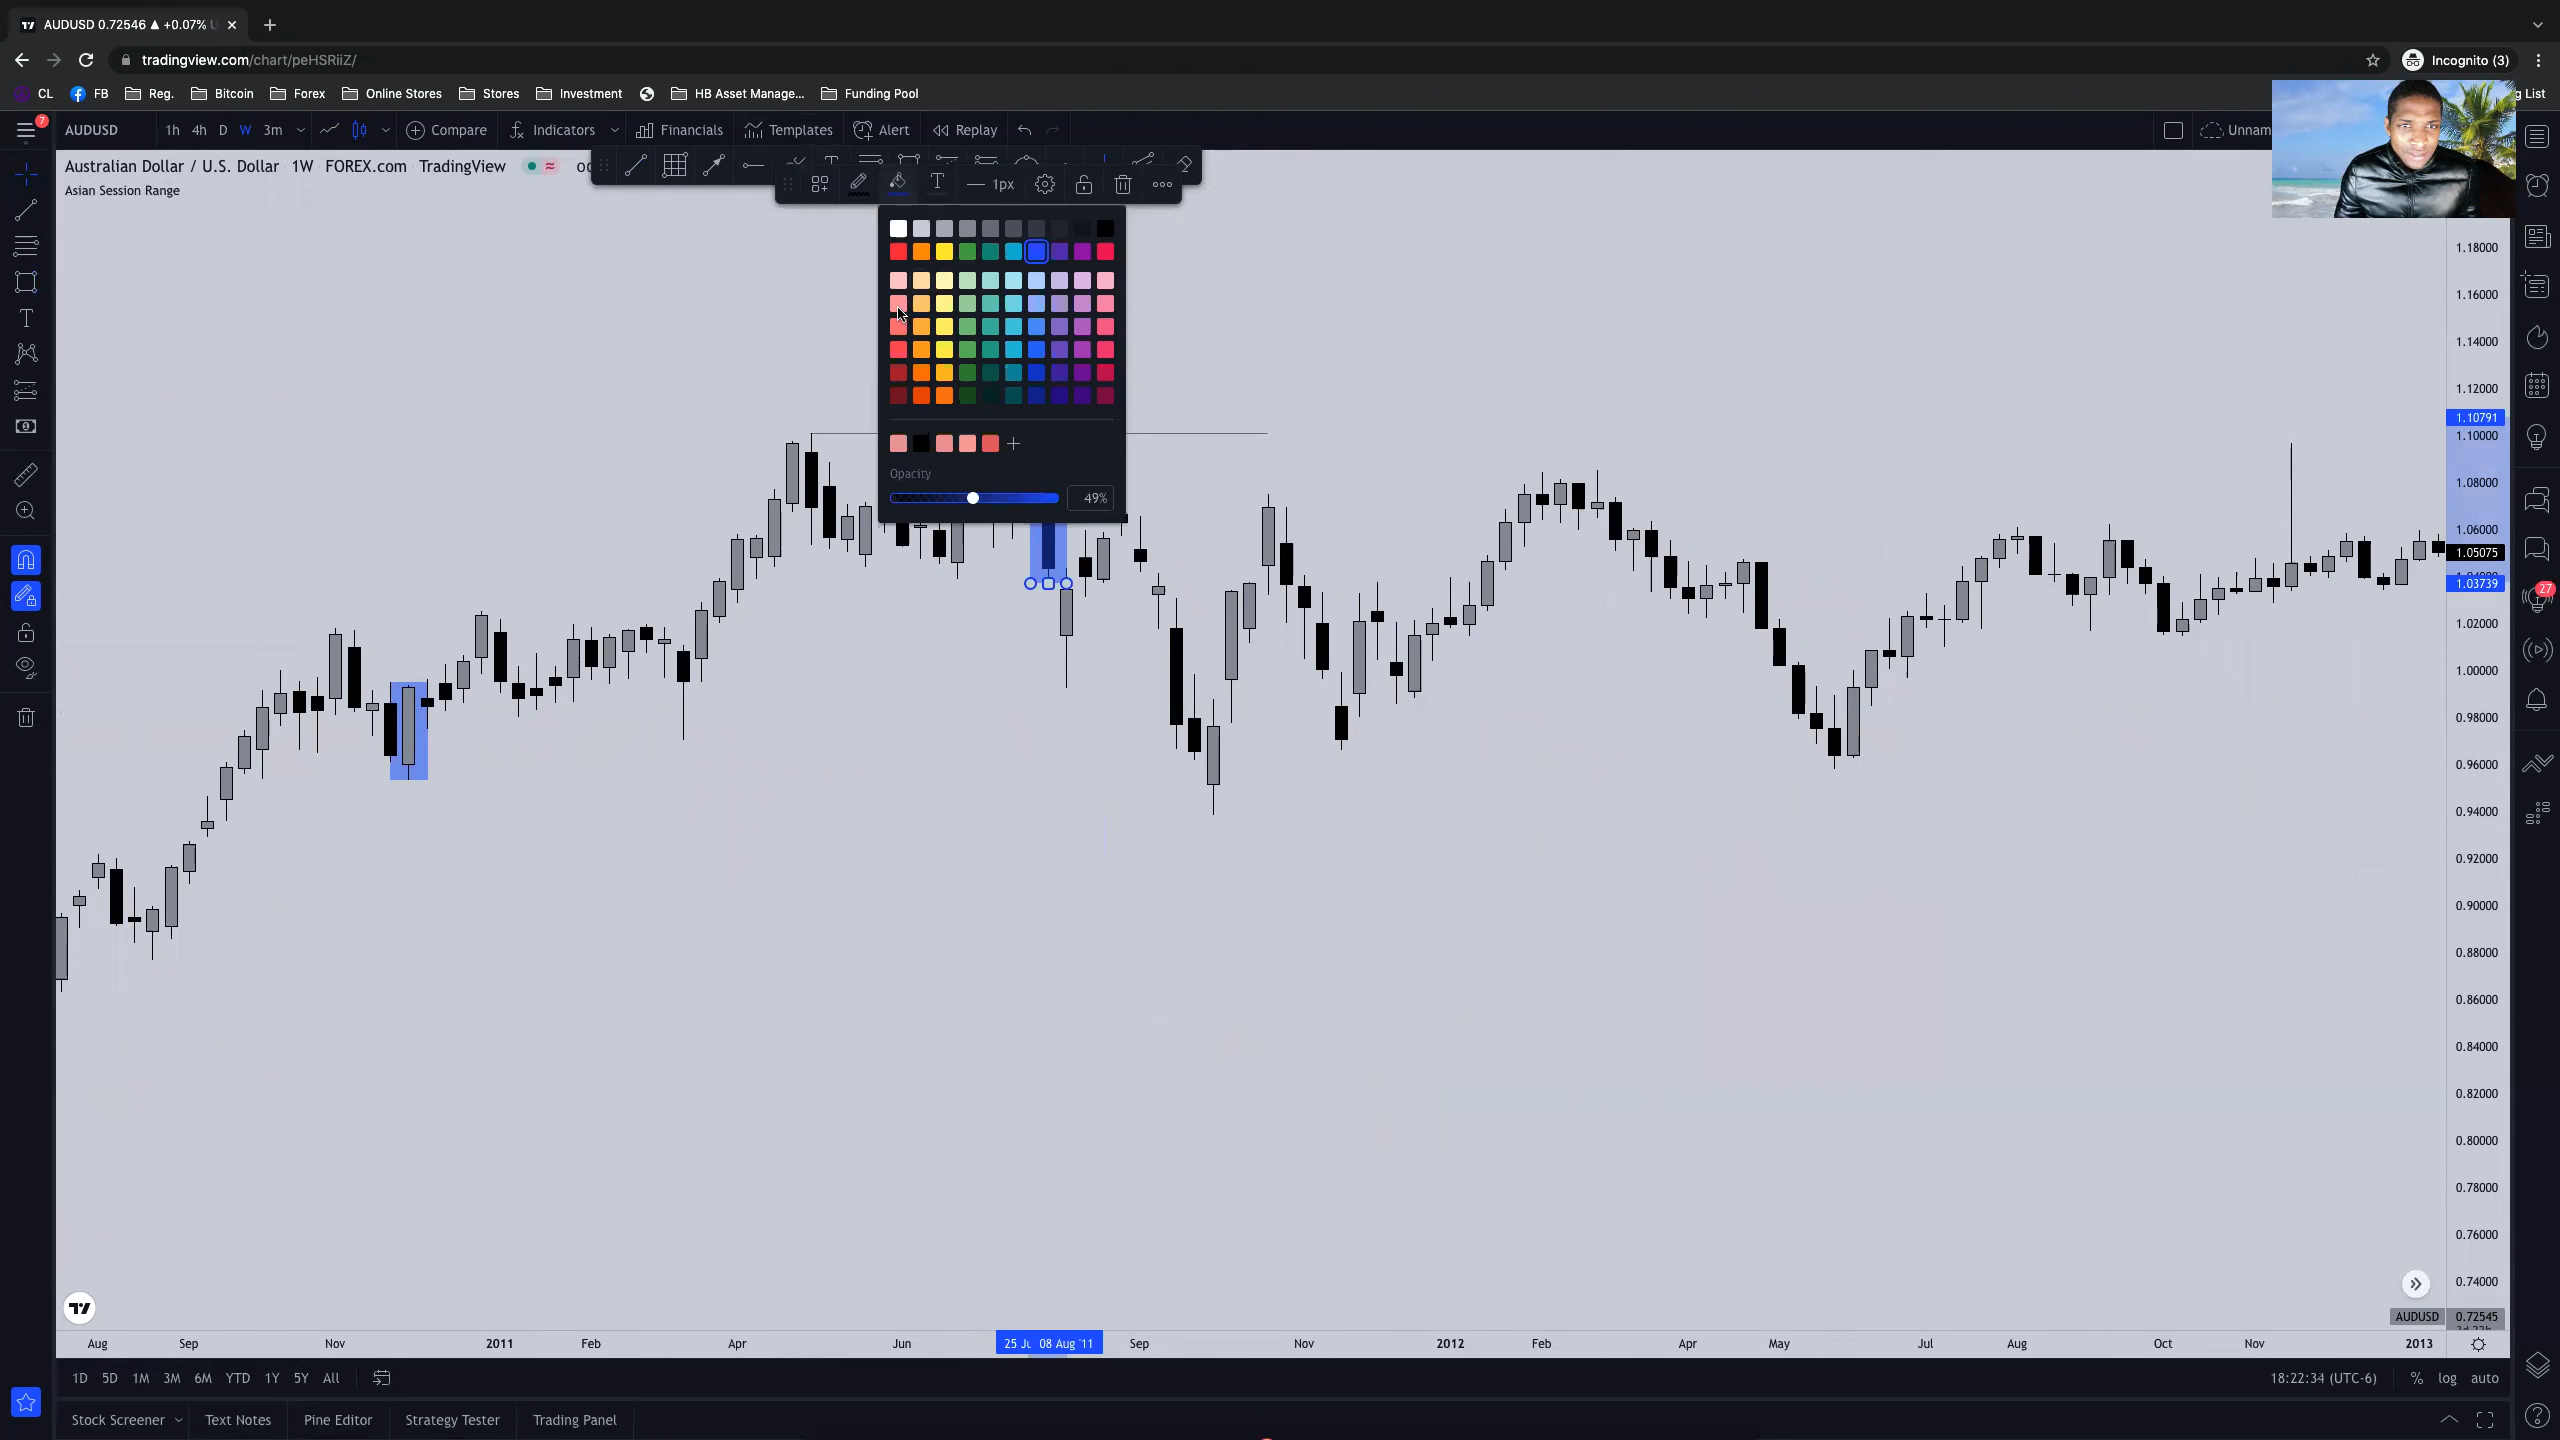 AUDUSD 0.72546 ▲ +0.07% U
tradingview.com/chart/peHSRiiZ/
Incognito (3)
CL FB Reg. Bitcoin Forex Online Stores Stores Investment HB Asset Manage... Funding Pool
g List
7
AUDUSD 1h 4h D W 3m Compare Indicators Financials Templates Alert Replay
Unnam
Australian Dollar / U.S. Dollar 1W FOREX.com TradingView
Asian Session Range
T 1px
Opacity
49%
1.18000
1.16000
1.14000
1.12000
1.10791
1.10000
1.08000
1.06000
1.05075
1.03739
1.02000
1.00000
0.98000
0.96000
0.94000
0.92000
0.90000
0.88000
0.86000
0.84000
0.82000
0.80000
0.78000
0.76000
0.74000
AUDUSD 0.72545
27
Aug Sep Nov 2011 Feb Apr Jun 25 Ju 08 Aug '11 Sep Nov 2012 Feb Apr May Jul Aug Oct Nov 2013
1D 5D 1M 3M 6M YTD 1Y 5Y All
18:22:34 (UTC-6) % log auto
Stock Screener Text Notes Pine Editor Strategy Tester Trading Panel